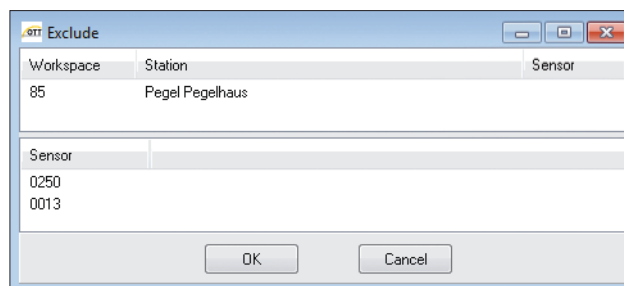 OTT Exclude
Workspace Station Sensor
85 Pegel Pegelhaus
Sensor
0250
0013
OK Cancel